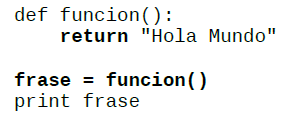 def funcion():
    return "Hola Mundo"

frase = funcion()
print frase